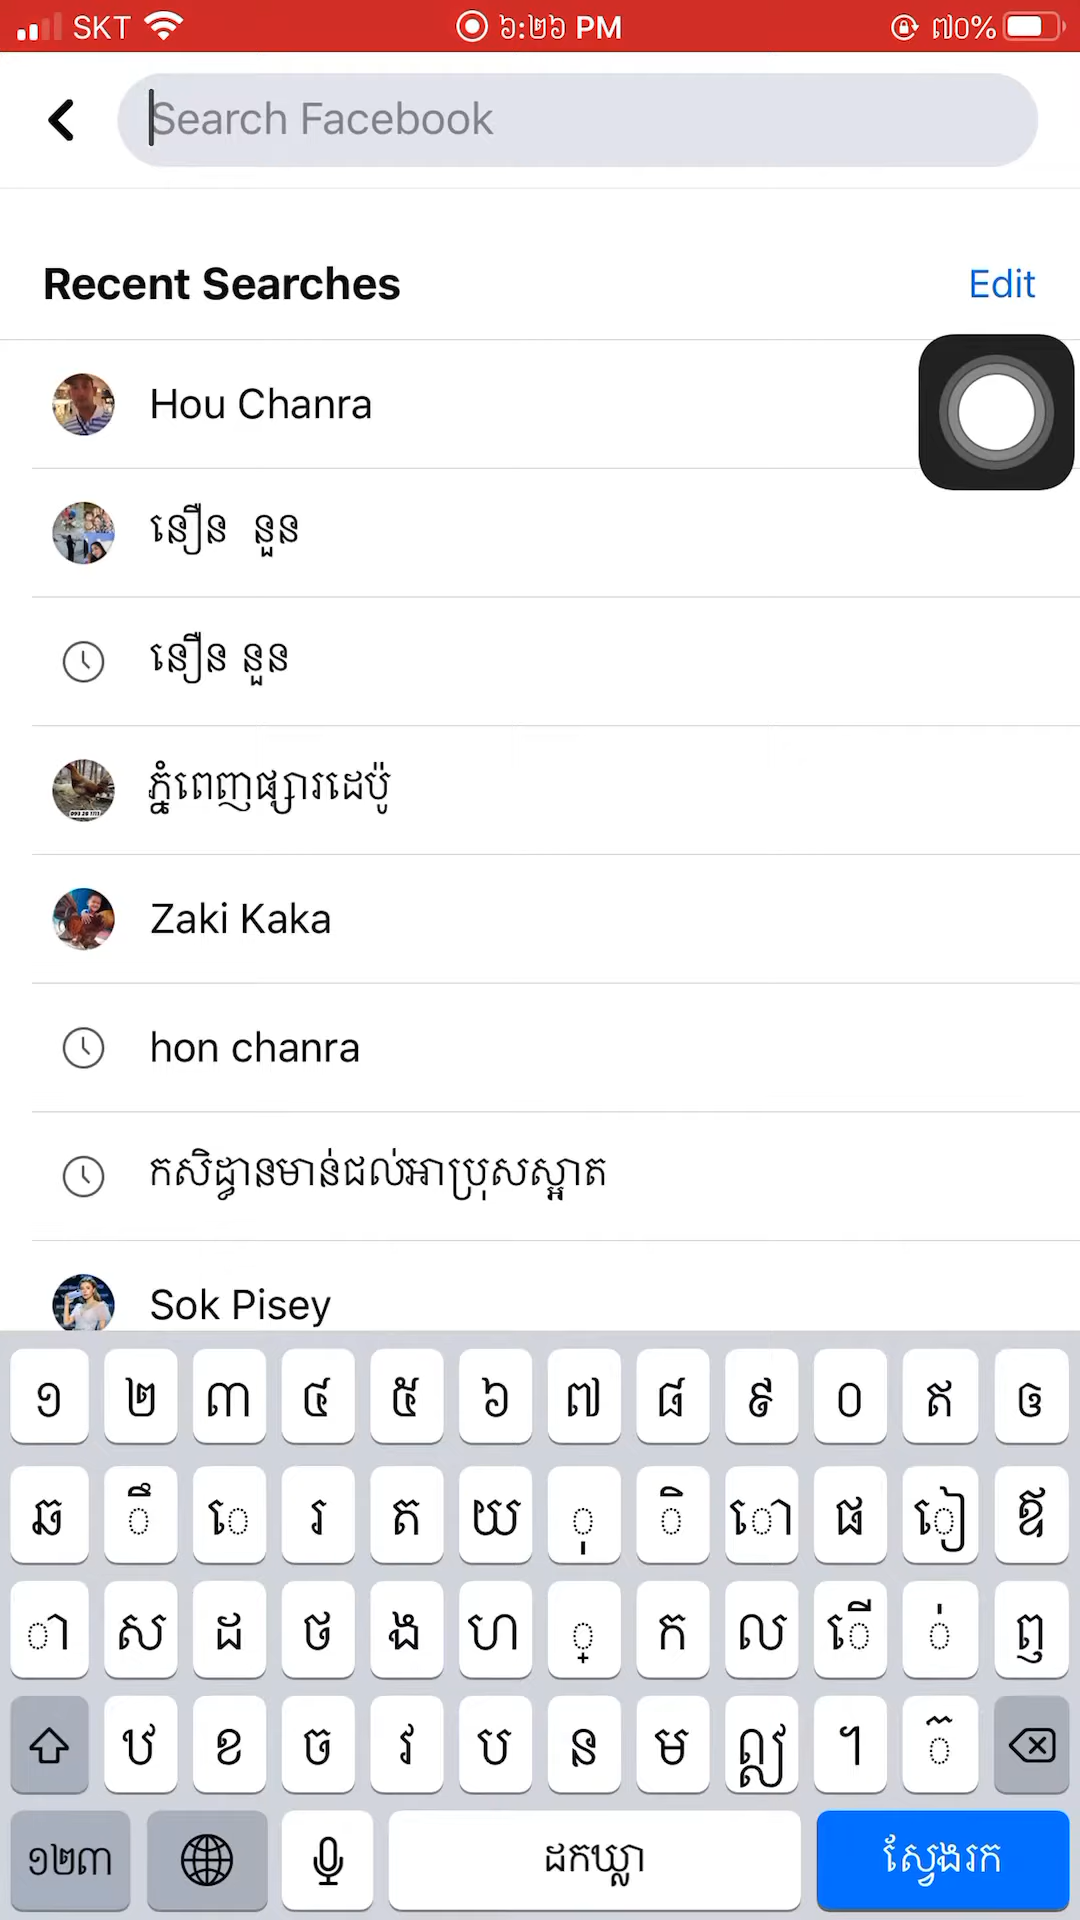 SKT ៦:២៦ PM ៧០%
Search Facebook
Recent Searches Edit
Hou Chanra
នឿន នួន
នឿន នួន
ភ្នំពេញផ្សារដេប៉ូ
Zaki Kaka
hon chanra
កសិដ្ឋានមាន់ជល់អាប្រុសស្អាត
Sok Pisey
១ ២ ៣ ៤ ៥ ៦ ៧ ៨ ៩ ០ ឥ ឲ
ឆ ឹ េ រ ត យ ុ ិ ោ ផ ៀ ឪ
ា ស ដ ថ ង ហ ្ ក ល ើ ់ ឭ
ឋ ខ ច វ ប ន ម ឰ ។ ៊
១២៣ ដកឃ្លា ស្វែងរក